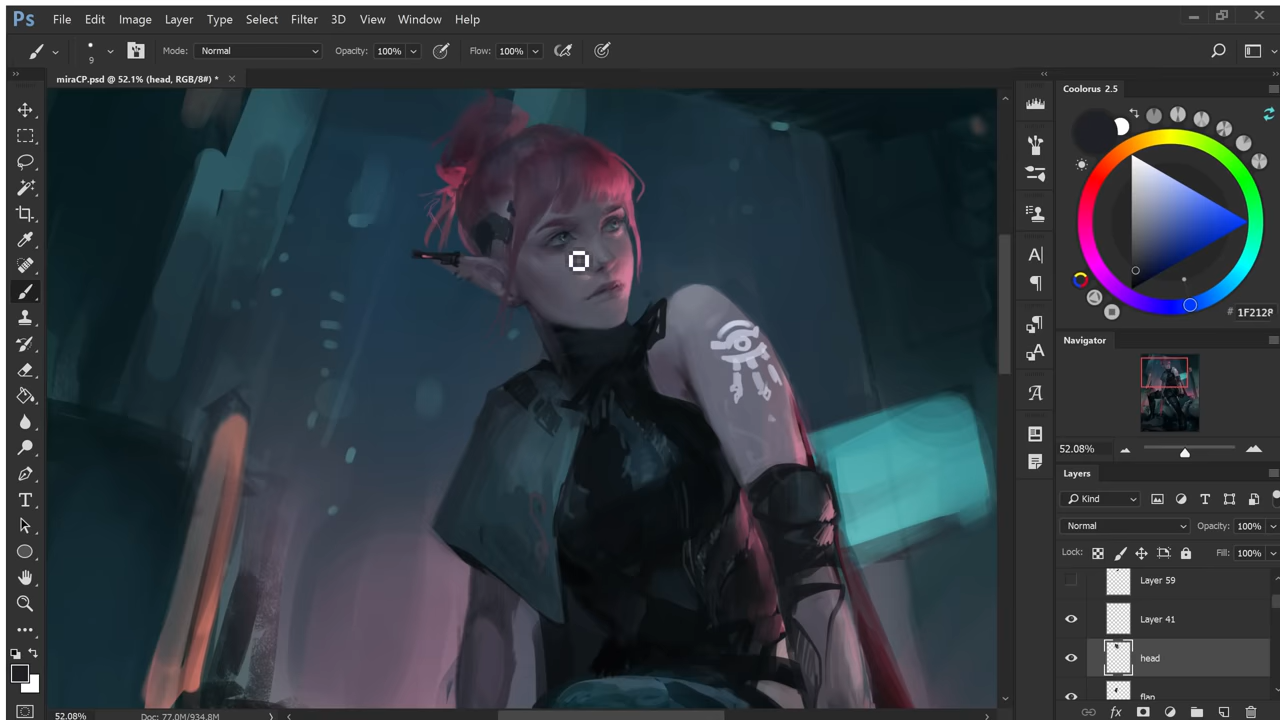 Ps File Edit Image Layer Type Select Filter 3D View Window Help
9 Mode: Normal Opacity: 100% Flow: 100%
miraCP.psd @ 52.1% (head, RGB/8#) *
Coolorus 2.5
#
Navigator
52.08%
Layers
Kind
Normal Opacity: 100%
Lock: Fill: 100%
Layer 59
Layer 41
head
flap
52.08% Doc: 77.0M/934.8M